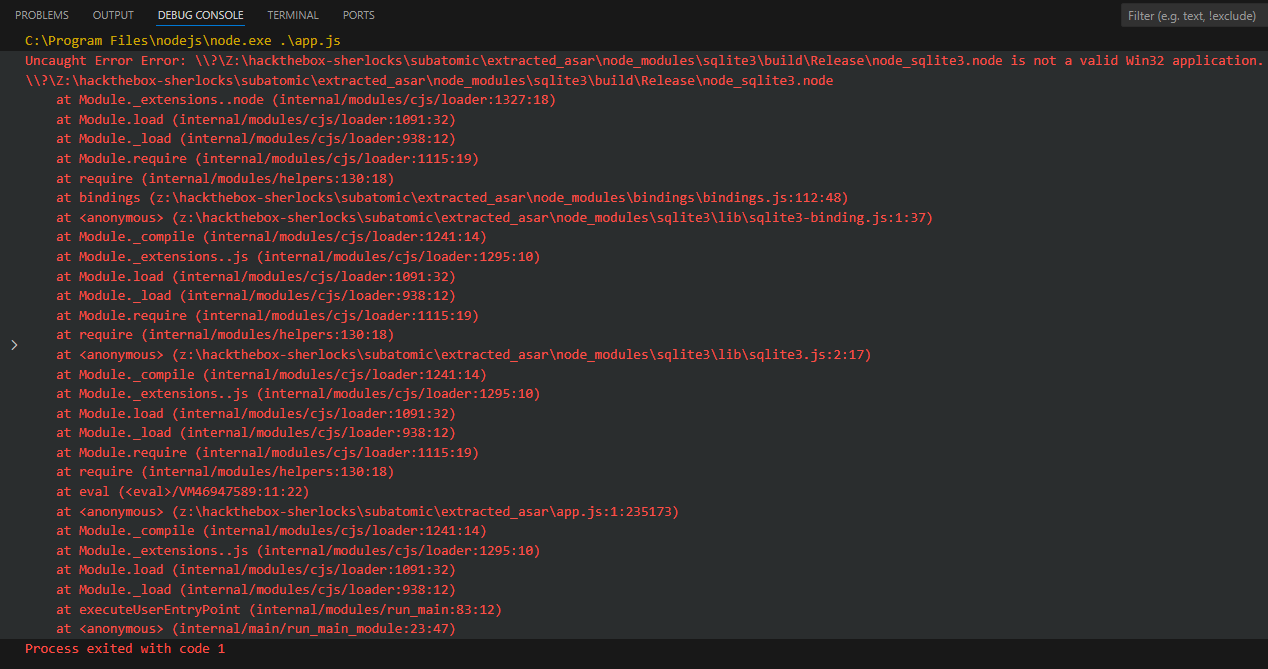 PROBLEMS OUTPUT DEBUG CONSOLE TERMINAL PORTS Filter (e.g. text, !exclude)
C:\Program Files\nodejs\node.exe .\app.js
Uncaught Error Error: \\?\Z:\hackthebox-sherlocks\subatomic\extracted_asar\node_modules\sqlite3\build\Release\node_sqlite3.node is not a valid Win32 application.
\\?\Z:\hackthebox-sherlocks\subatomic\extracted_asar\node_modules\sqlite3\build\Release\node_sqlite3.node
    at Module._extensions..node (internal/modules/cjs/loader:1327:18)
    at Module.load (internal/modules/cjs/loader:1091:32)
    at Module._load (internal/modules/cjs/loader:938:12)
    at Module.require (internal/modules/cjs/loader:1115:19)
    at require (internal/modules/helpers:130:18)
    at bindings (z:\hackthebox-sherlocks\subatomic\extracted_asar\node_modules\bindings\bindings.js:112:48)
    at <anonymous> (z:\hackthebox-sherlocks\subatomic\extracted_asar\node_modules\sqlite3\lib\sqlite3-binding.js:1:37)
    at Module._compile (internal/modules/cjs/loader:1241:14)
    at Module._extensions..js (internal/modules/cjs/loader:1295:10)
    at Module.load (internal/modules/cjs/loader:1091:32)
    at Module._load (internal/modules/cjs/loader:938:12)
    at Module.require (internal/modules/cjs/loader:1115:19)
    at require (internal/modules/helpers:130:18)
    at <anonymous> (z:\hackthebox-sherlocks\subatomic\extracted_asar\node_modules\sqlite3\lib\sqlite3.js:2:17)
    at Module._compile (internal/modules/cjs/loader:1241:14)
    at Module._extensions..js (internal/modules/cjs/loader:1295:10)
    at Module.load (internal/modules/cjs/loader:1091:32)
    at Module._load (internal/modules/cjs/loader:938:12)
    at Module.require (internal/modules/cjs/loader:1115:19)
    at require (internal/modules/helpers:130:18)
    at eval (<eval>/VM46947589:11:22)
    at <anonymous> (z:\hackthebox-sherlocks\subatomic\extracted_asar\app.js:1:235173)
    at Module._compile (internal/modules/cjs/loader:1241:14)
    at Module._extensions..js (internal/modules/cjs/loader:1295:10)
    at Module.load (internal/modules/cjs/loader:1091:32)
    at Module._load (internal/modules/cjs/loader:938:12)
    at executeUserEntryPoint (internal/modules/run_main:83:12)
    at <anonymous> (internal/main/run_main_module:23:47)
Process exited with code 1